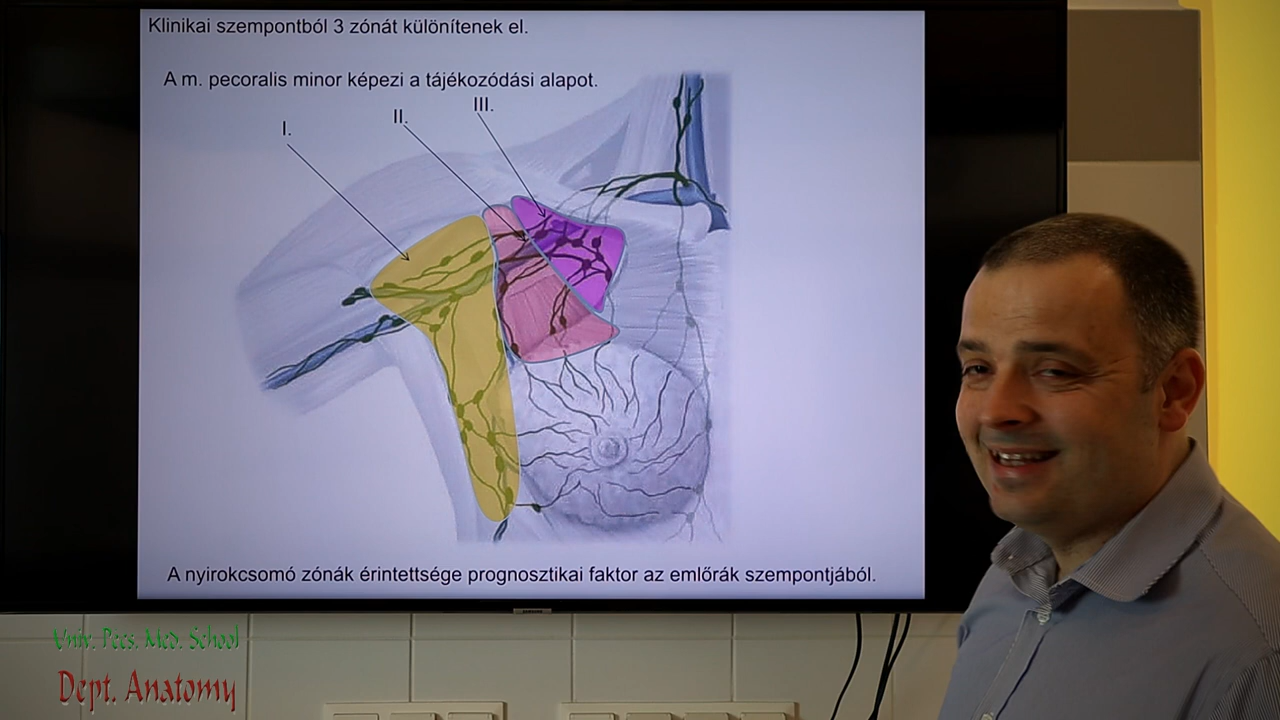 Klinikai szempontból 3 zónát különítenek el.
A m. pecoralis minor képezi a tájékozódási alapot.
III.
II.
I.
A nyirokcsomó zónák érintettsége prognosztikai faktor az emlőrák szempontjából.
SAMSUNG
Univ. Pecs. Med. School
Dept. Anatomy